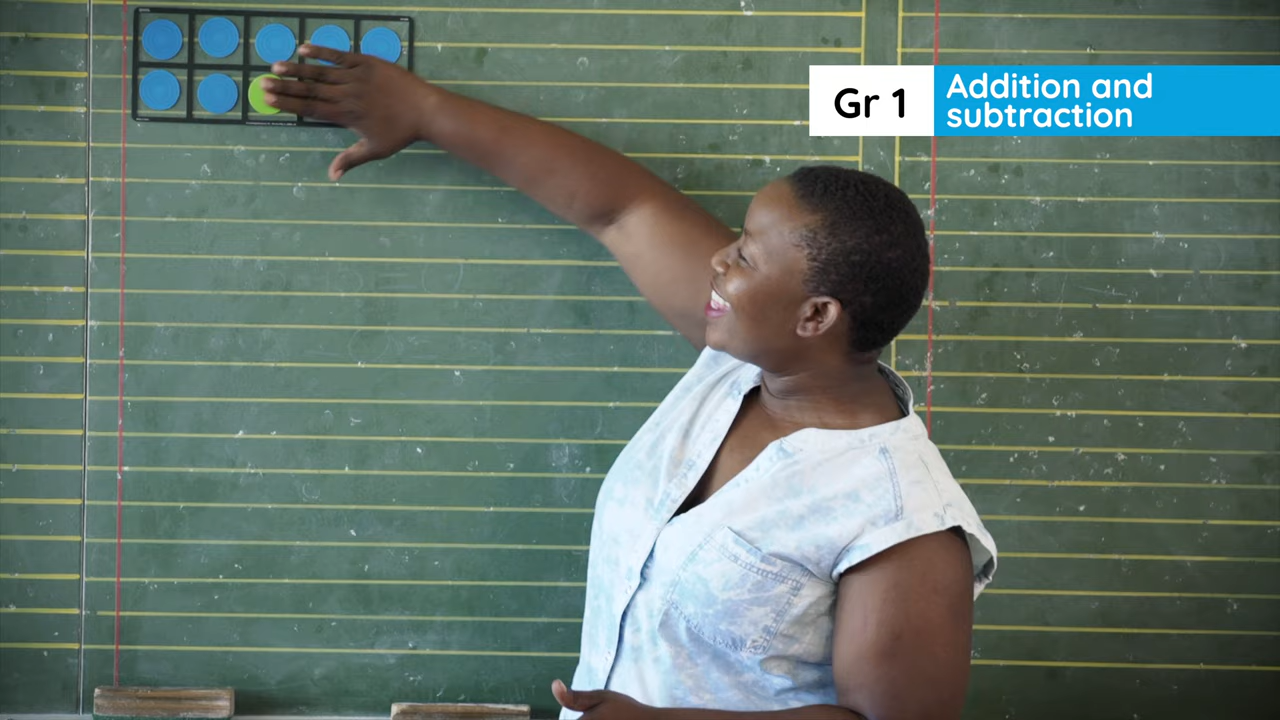 Gr 1
Addition and
subtraction